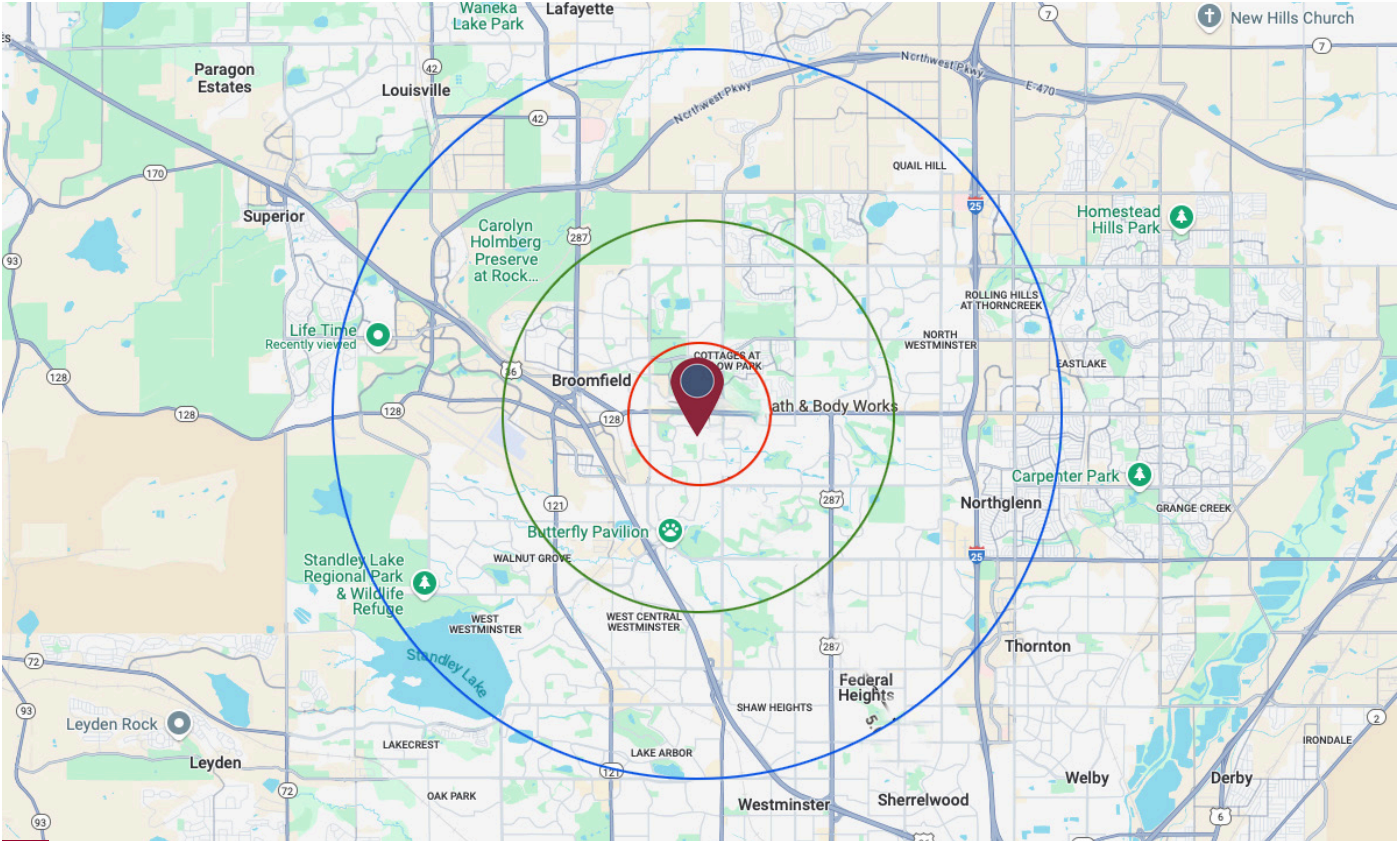 Waneka
Lake Park
Lafayette
7
New Hills Church
7
Paragon
Estates
42
Louisville
Northwest Pkwy
E-470
Northwest Pkwy
42
170
QUAIL HILL
25
Superior
Homestead
Hills Park
Carolyn
Holmberg
Preserve
at Rock...
287
93
ROLLING HILLS
AT THORNCREEK
Life Time
Recently viewed
NORTH
WESTMINSTER
COTTAGES AT
OW PARK
EASTLAKE
36
Broomfield
128
128
128
128
ath & Body Works
Carpenter Park
287
Northglenn
121
GRANGE CREEK
Butterfly Pavilion
WALNUT GROVE
25
Standley Lake
Regional Park
& Wildlife
Refuge
WEST
WESTMINSTER
WEST CENTRAL
WESTMINSTER
287
Thornton
72
Standley Lake
Federal
Heights
5.
93
Leyden Rock
SHAW HEIGHTS
2
LAKECREST
LAKE ARBOR
IRONDALE
Leyden
121
Welby
Derby
72
OAK PARK
Westminster
Sherrelwood
6
93